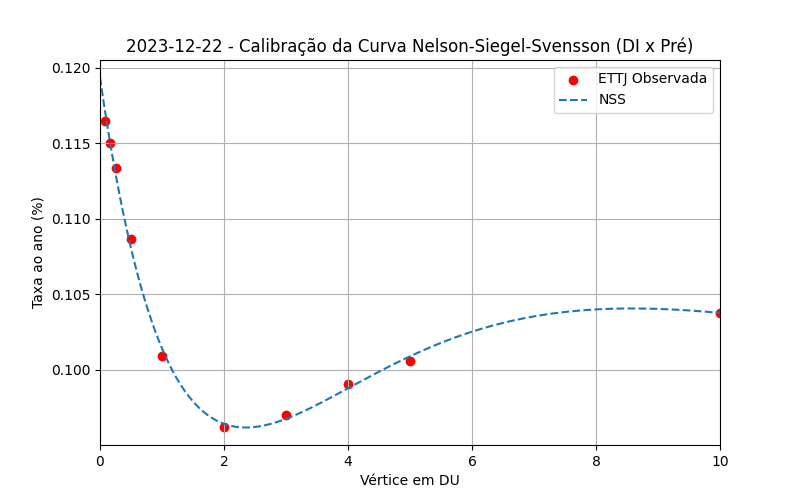 2023-12-22 - Calibração da Curva Nelson-Siegel-Svensson (DI x Pré)
ETTJ Observada
NSS
Taxa ao ano (%)
0.120
0.115
0.110
0.105
0.100
0 2 4 6 8 10
Vértice em DU